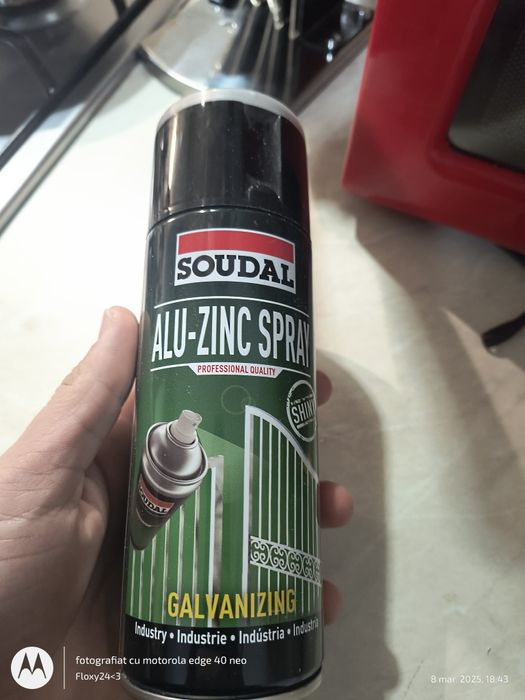 SOUDAL
ALU-ZINC SPRAY
PROFESSIONAL QUALITY
SHINY
SOUDAL
GALVANIZING
Industry • Industrie • Indústria • Industria
fotografiat cu motorola edge 40 neo
Floxy24<3
8 mar. 2025, 18:43